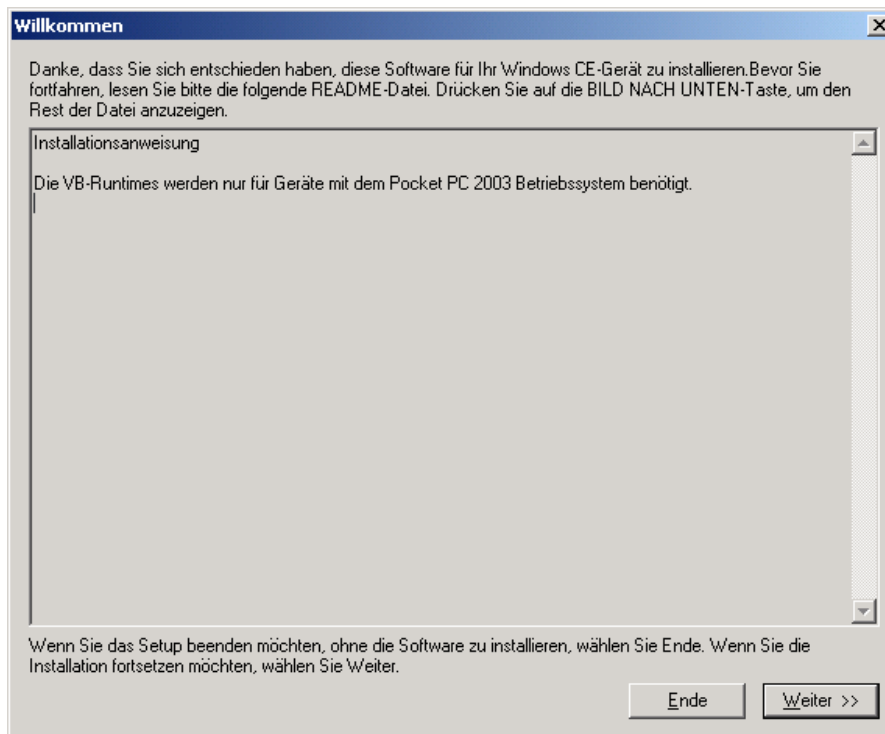 Willkommen
Danke, dass Sie sich entschieden haben, diese Software für Ihr Windows CE-Gerät zu installieren.Bevor Sie
fortfahren, lesen Sie bitte die folgende README-Datei. Drücken Sie auf die BILD NACH UNTEN-Taste, um den
Rest der Datei anzuzeigen.
Installationsanweisung
Die VB-Runtimes werden nur für Geräte mit dem Pocket PC 2003 Betriebssystem benötigt.
Wenn Sie das Setup beenden möchten, ohne die Software zu installieren, wählen Sie Ende. Wenn Sie die
Installation fortsetzen möchten, wählen Sie Weiter.
Ende
Weiter >>